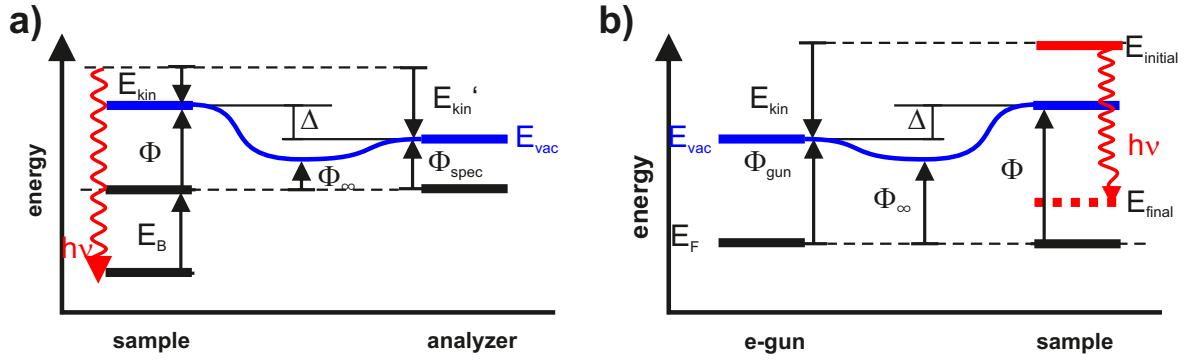 a)
energy
E_kin
Φ
E_B
hν
Δ
Φ_∞
E_kin‘
Φ_spec
E_vac
sample
analyzer
b)
energy
E_vac
E_F
E_kin
Φ_gun
Δ
Φ_∞
Φ
E_initial
hν
E_final
e-gun
sample